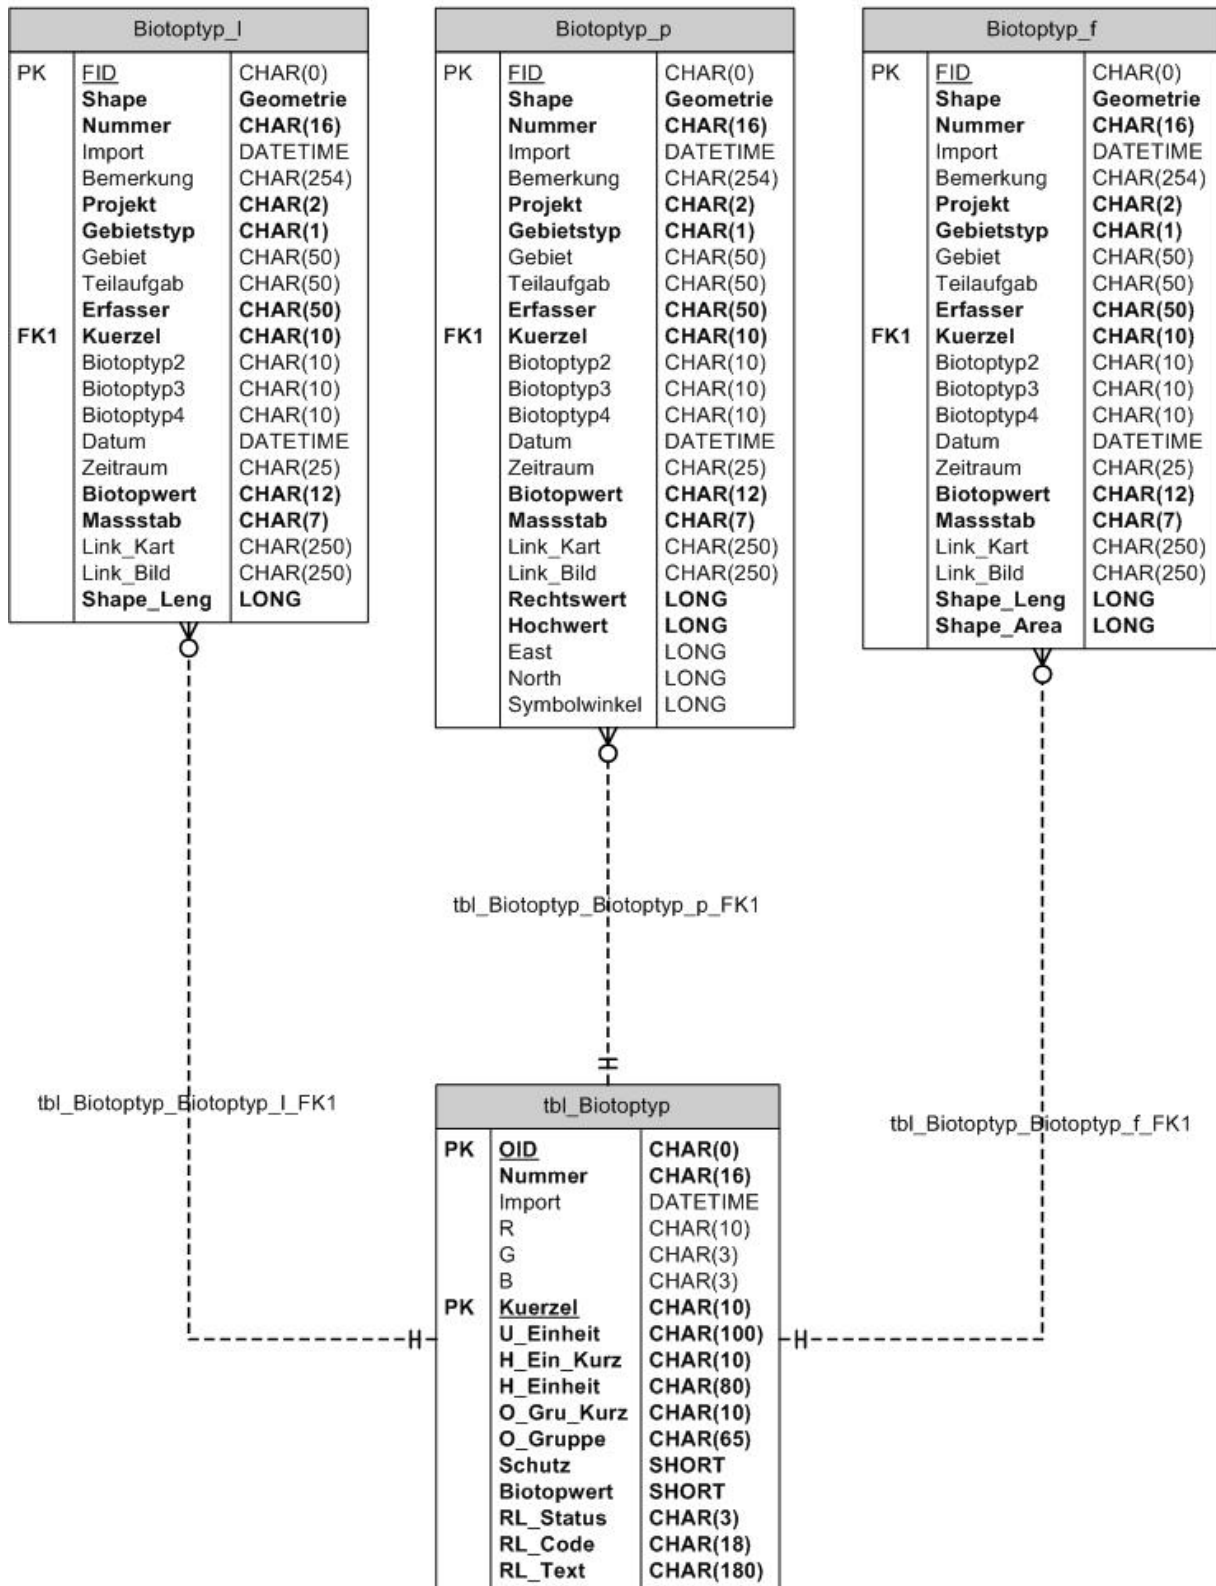 Biotoptyp_l
PK FID CHAR(0)
Shape Geometrie
Nummer CHAR(16)
Import DATETIME
Bemerkung CHAR(254)
Projekt CHAR(2)
Gebietstyp CHAR(1)
Gebiet CHAR(50)
Teilaufgab CHAR(50)
Erfasser CHAR(50)
FK1 Kuerzel CHAR(10)
Biotoptyp2 CHAR(10)
Biotoptyp3 CHAR(10)
Biotoptyp4 CHAR(10)
Datum DATETIME
Zeitraum CHAR(25)
Biotopwert CHAR(12)
Massstab CHAR(7)
Link_Kart CHAR(250)
Link_Bild CHAR(250)
Shape_Leng LONG
Biotoptyp_p
PK FID CHAR(0)
Shape Geometrie
Nummer CHAR(16)
Import DATETIME
Bemerkung CHAR(254)
Projekt CHAR(2)
Gebietstyp CHAR(1)
Gebiet CHAR(50)
Teilaufgab CHAR(50)
Erfasser CHAR(50)
FK1 Kuerzel CHAR(10)
Biotoptyp2 CHAR(10)
Biotoptyp3 CHAR(10)
Biotoptyp4 CHAR(10)
Datum DATETIME
Zeitraum CHAR(25)
Biotopwert CHAR(12)
Massstab CHAR(7)
Link_Kart CHAR(250)
Link_Bild CHAR(250)
Rechtswert LONG
Hochwert LONG
East LONG
North LONG
Symbolwinkel LONG
Biotoptyp_f
PK FID CHAR(0)
Shape Geometrie
Nummer CHAR(16)
Import DATETIME
Bemerkung CHAR(254)
Projekt CHAR(2)
Gebietstyp CHAR(1)
Gebiet CHAR(50)
Teilaufgab CHAR(50)
Erfasser CHAR(50)
FK1 Kuerzel CHAR(10)
Biotoptyp2 CHAR(10)
Biotoptyp3 CHAR(10)
Biotoptyp4 CHAR(10)
Datum DATETIME
Zeitraum CHAR(25)
Biotopwert CHAR(12)
Massstab CHAR(7)
Link_Kart CHAR(250)
Link_Bild CHAR(250)
Shape_Leng LONG
Shape_Area LONG
tbl_Biotoptyp_Biotoptyp_p_FK1
tbl_Biotoptyp_Biotoptyp_l_FK1
tbl_Biotoptyp_Biotoptyp_f_FK1
tbl_Biotoptyp
PK OID CHAR(0)
Nummer CHAR(16)
Import DATETIME
R CHAR(10)
G CHAR(3)
B CHAR(3)
PK Kuerzel CHAR(10)
U_Einheit CHAR(100)
H_Ein_Kurz CHAR(10)
H_Einheit CHAR(80)
O_Gru_Kurz CHAR(10)
O_Gruppe CHAR(65)
Schutz SHORT
Biotopwert SHORT
RL_Status CHAR(3)
RL_Code CHAR(18)
RL_Text CHAR(180)